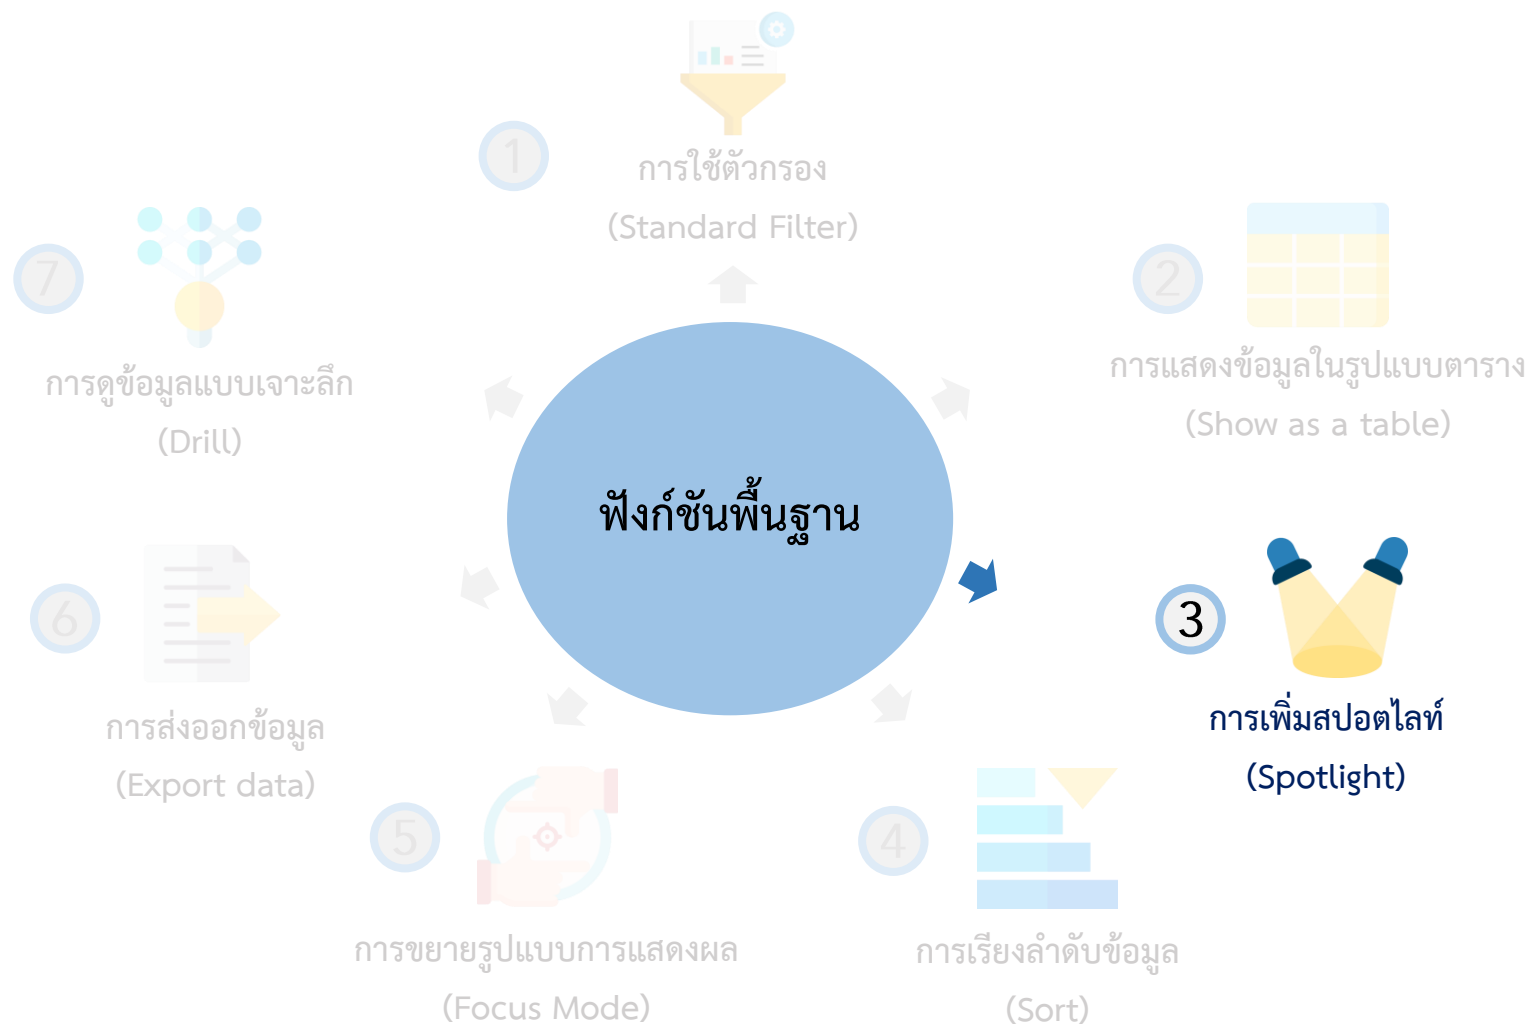 1
การใช้ตัวกรอง
(Standard Filter)
2
การแสดงข้อมูลในรูปแบบตาราง
(Show as a table)
3
การเพิ่มสปอตไลท์
(Spotlight)
4
การเรียงลำดับข้อมูล
(Sort)
5
การขยายรูปแบบการแสดงผล
(Focus Mode)
6
การส่งออกข้อมูล
(Export data)
7
การดูข้อมูลแบบเจาะลึก
(Drill)
ฟังก์ชันพื้นฐาน